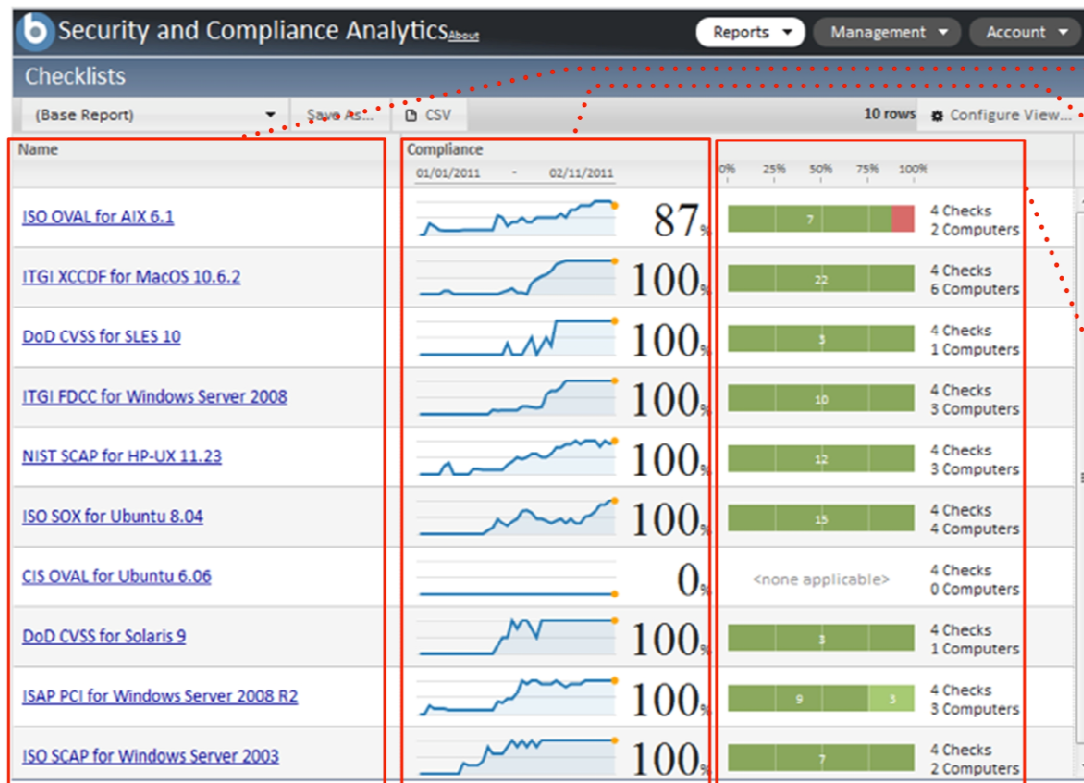 b Security and Compliance Analytics About Reports Management Account
Checklists
(Base Report) Save As... CSV 10 rows Configure View...
Name Compliance
01/01/2011 - 02/11/2011 0% 25% 50% 75% 100%
ISO OVAL for AIX 6.1 87% 7 4 Checks
2 Computers
ITGI XCCDF for MacOS 10.6.2 100% 22 4 Checks
6 Computers
DoD CVSS for SLES 10 100% 3 4 Checks
1 Computers
ITGI FDCC for Windows Server 2008 100% 10 4 Checks
3 Computers
NIST SCAP for HP-UX 11.23 100% 12 4 Checks
3 Computers
ISO SOX for Ubuntu 8.04 100% 15 4 Checks
4 Computers
CIS OVAL for Ubuntu 6.06 0% <none applicable> 4 Checks
0 Computers
DoD CVSS for Solaris 9 100% 3 4 Checks
1 Computers
ISAP PCI for Windows Server 2008 R2 100% 9 3 4 Checks
3 Computers
ISO SCAP for Windows Server 2003 100% 7 4 Checks
2 Computers